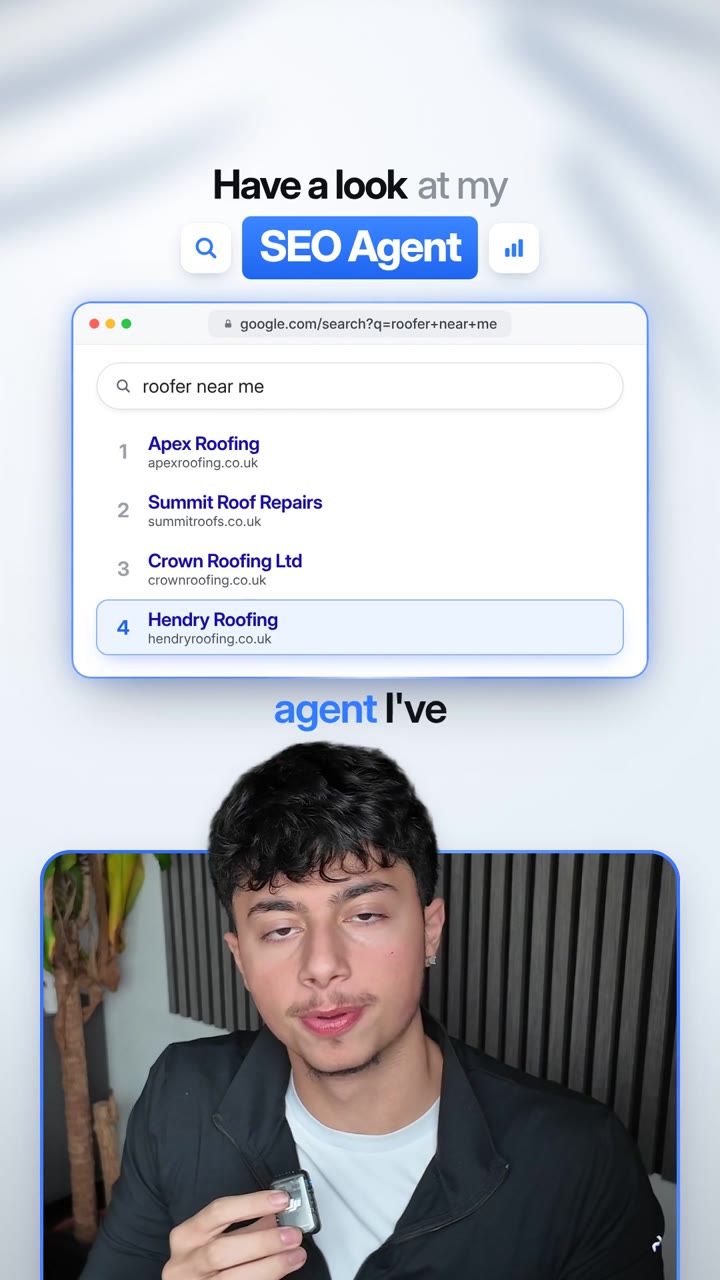 Have a look at my
SEO Agent
google.com/search?q=roofer+near+me
roofer near me
1
Apex Roofing
apexroofing.co.uk
2
Summit Roof Repairs
summitroofs.co.uk
3
Crown Roofing Ltd
crownroofing.co.uk
4
Hendry Roofing
hendryroofing.co.uk
agent I've